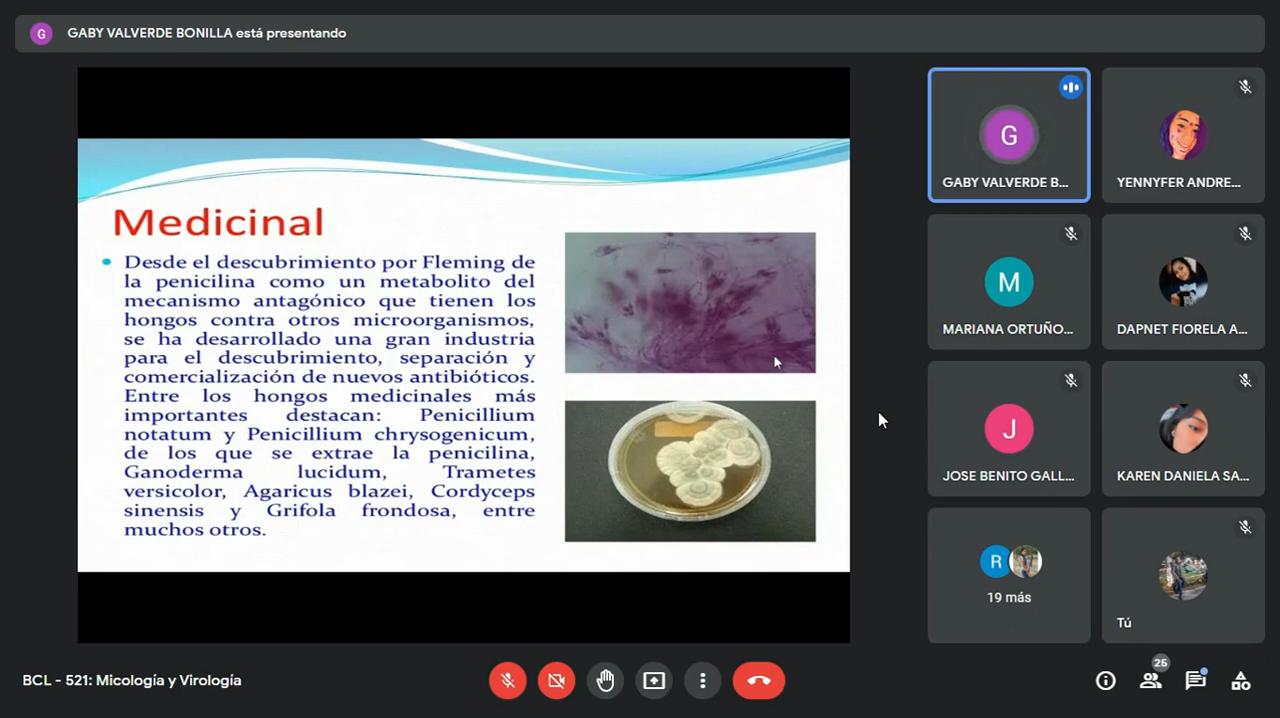 G
GABY VALVERDE BONILLA está presentando
Medicinal
Desde el descubrimiento por Fleming de
la penicilina como un metabolito del
mecanismo antagónico que tienen los
hongos contra otros microorganismos,
se ha desarrollado una gran industria
para el descubrimiento, separación y
comercialización de nuevos antibióticos.
Entre los hongos medicinales más
importantes destacan: Penicillium
notatum y Penicillium chrysogenicum,
de los que se extrae la penicilina,
Ganoderma lucidum, Trametes
versicolor, Agaricus blazei, Cordyceps
sinensis y Grifola frondosa, entre
muchos otros.
G
GABY VALVERDE B...
YENNYFER ANDRE...
M
MARIANA ORTUÑO...
DAPNET FIORELA A...
J
JOSE BENITO GALL...
KAREN DANIELA SA...
R
19 más
Tú
BCL - 521: Micología y Virología
25